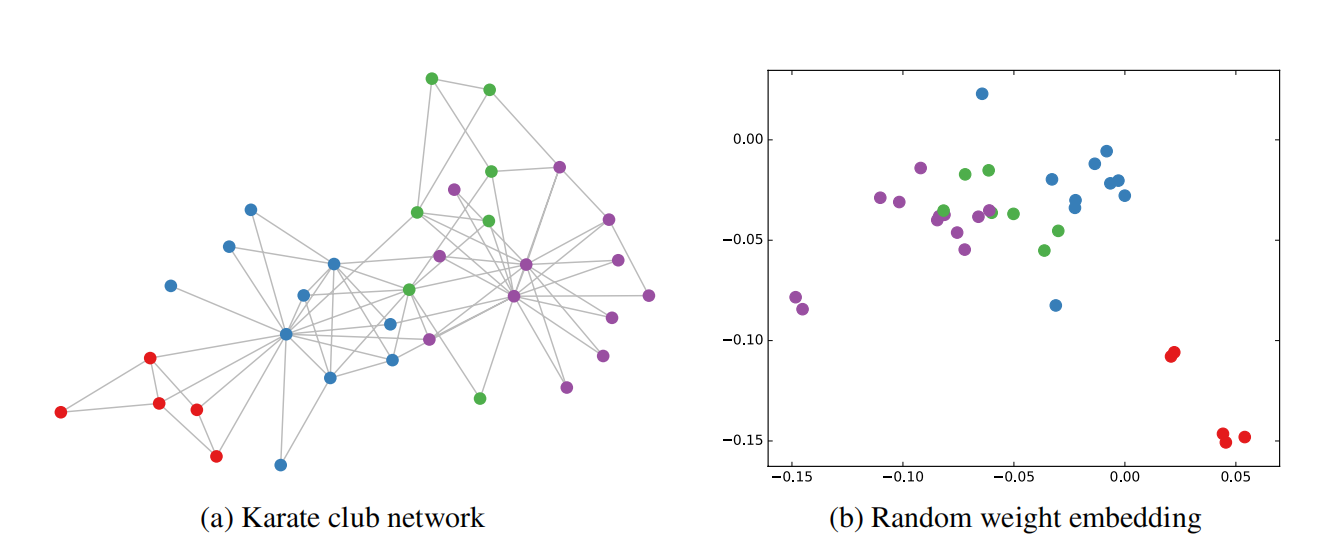 0.00
−0.05
−0.10
−0.15
−0.15 −0.10 −0.05 0.00 0.05
(a) Karate club network
(b) Random weight embedding